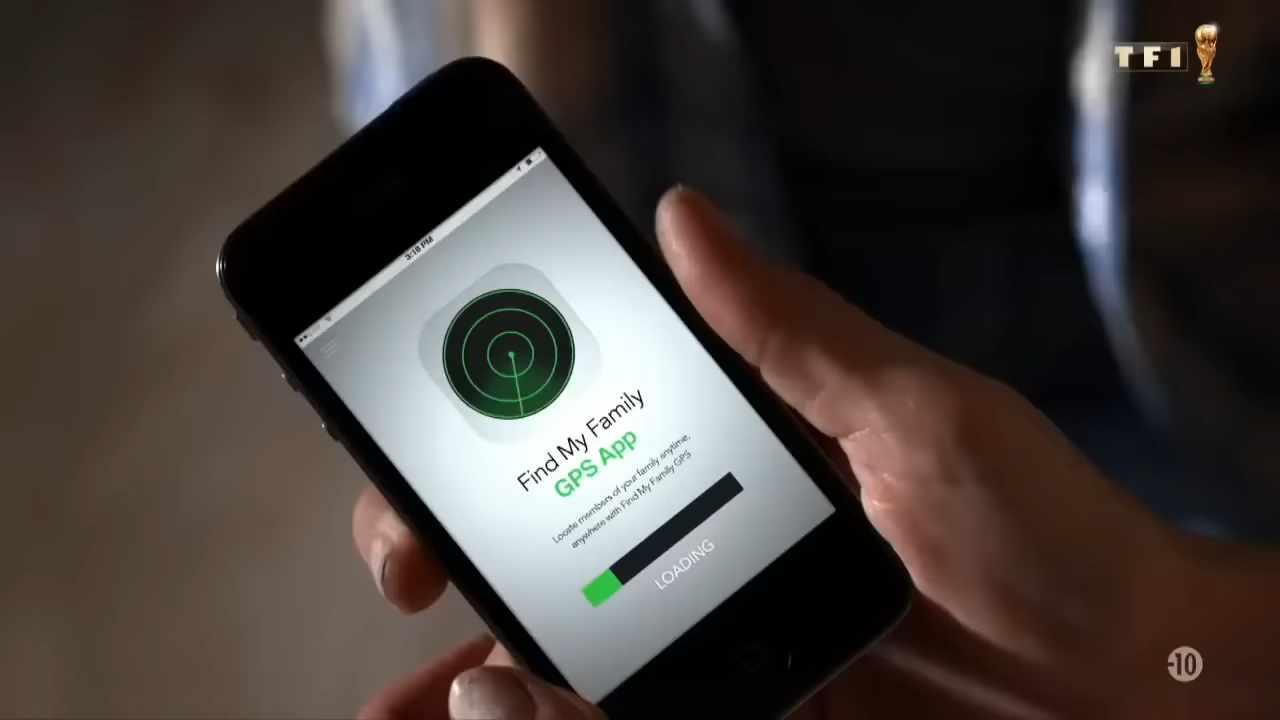 TF1
3:18 PM
Find My Family
GPS App
Locate members of your family anytime,
anywhere with Find My Family GPS
LOADING
-10